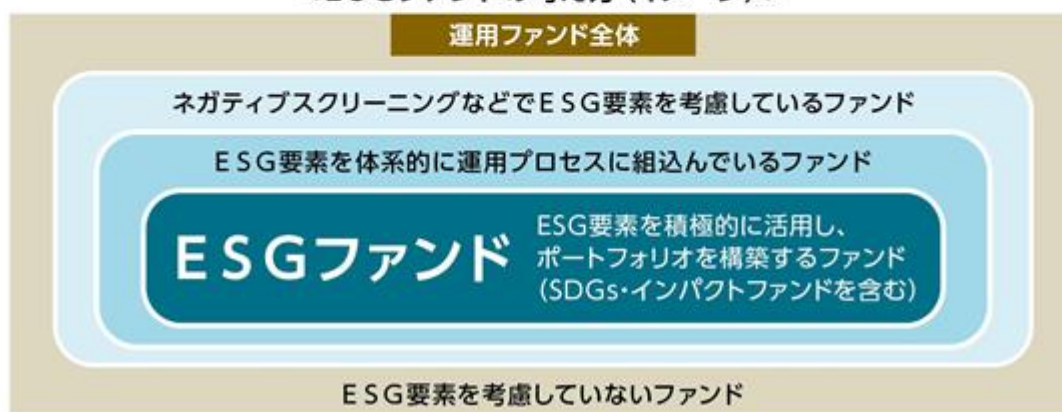 運用ファンド全体
ネガティブスクリーニングなどでESG要素を考慮しているファンド
ESG要素を体系的に運用プロセスに組込んでいるファンド
ESGファンド
ESG要素を積極的に活用し、
ポートフォリオを構築するファンド
(SDGs・インパクトファンドを含む)
ESG要素を考慮していないファンド